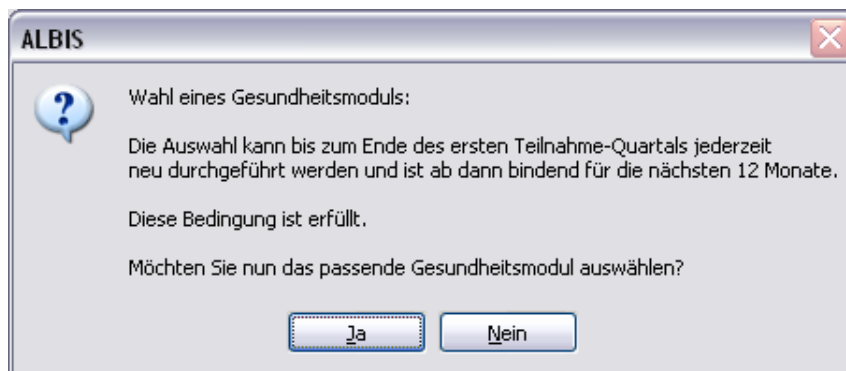 ALBIS
Wahl eines Gesundheitsmoduls:
Die Auswahl kann bis zum Ende des ersten Teilnahme-Quartals jederzeit
neu durchgeführt werden und ist ab dann bindend für die nächsten 12 Monate.
Diese Bedingung ist erfüllt.
Möchten Sie nun das passende Gesundheitsmodul auswählen?
Ja Nein